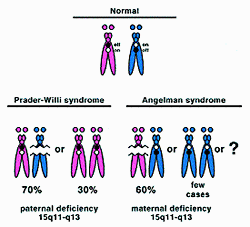 Normal
off on
on off
Prader-Willi syndrome Angelman syndrome
or or or ?
70% 30% 60% few
cases
paternal deficiency maternal deficiency
15q11-q13 15q11-q13